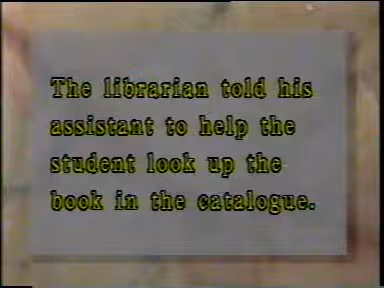 The librarian told his
assistant to help the
student look up the
book in the catalogue.